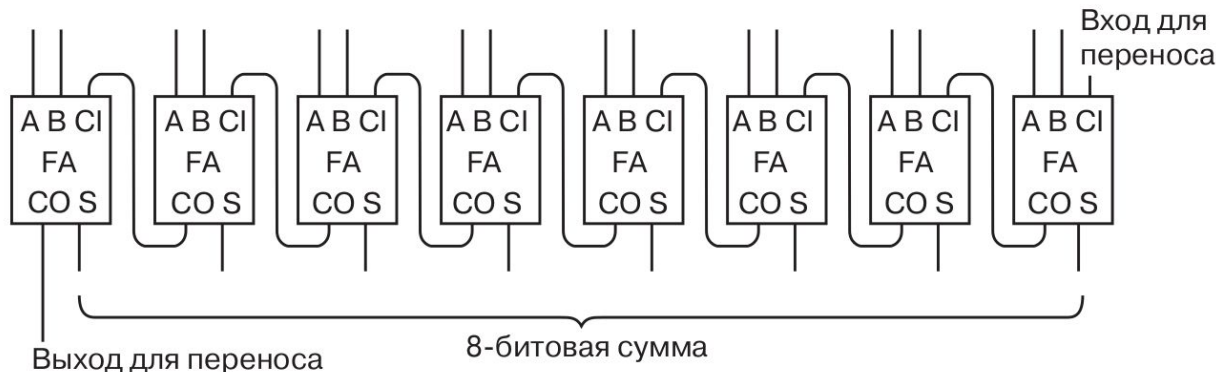 Вход для
переноса
A B CI A B CI A B CI A B CI A B CI A B CI A B CI A B CI
FA FA FA FA FA FA FA FA
CO S CO S CO S CO S CO S CO S CO S CO S
8-битовая сумма
Выход для переноса